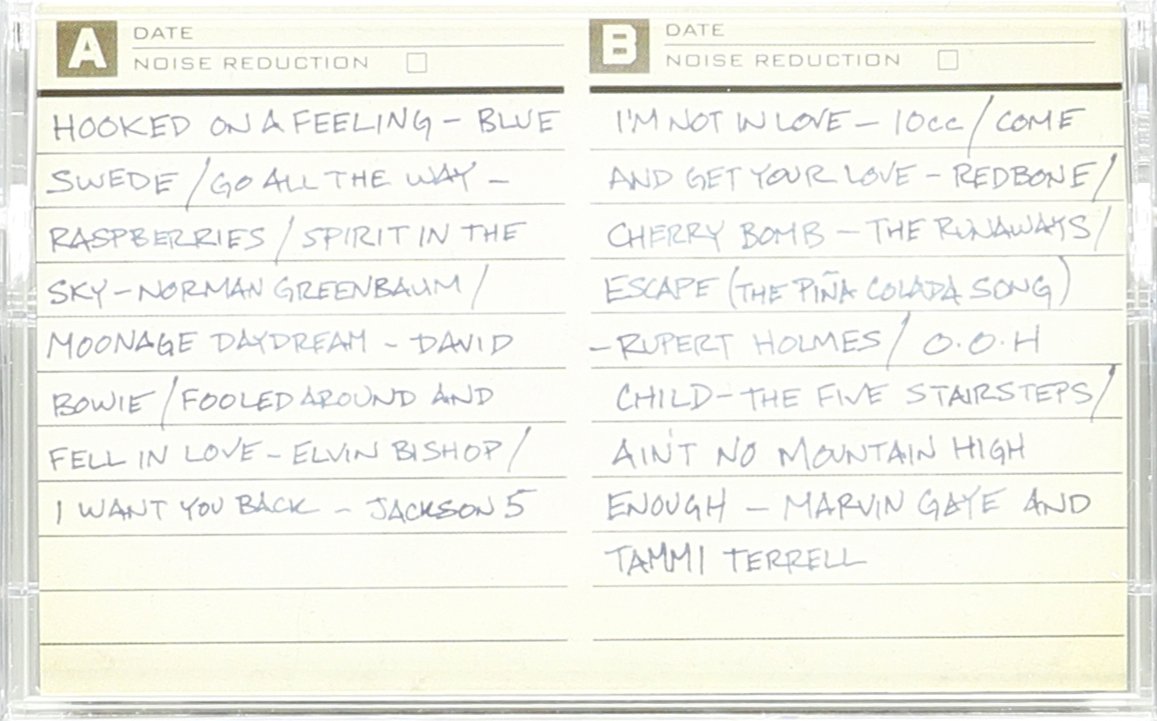 A
DATE
NOISE REDUCTION
HOOKED ON A FEELING - BLUE
SWEDE / GO ALL THE WAY -
RASPBERRIES / SPIRIT IN THE
SKY - NORMAN GREENBAUM /
MOONAGE DAYDREAM - DAVID
BOWIE / FOOLED AROUND AND
FELL IN LOVE - ELVIN BISHOP /
I WANT YOU BACK - JACKSON 5
B
DATE
NOISE REDUCTION
I'M NOT IN LOVE - 10cc / COME
AND GET YOUR LOVE - REDBONE /
CHERRY BOMB - THE RUNAWAYS /
ESCAPE (THE PIÑA COLADA SONG)
- RUPERT HOLMES / O.O.H
CHILD - THE FIVE STAIRSTEPS /
AIN'T NO MOUNTAIN HIGH
ENOUGH - MARVIN GAYE AND
TAMMI TERRELL